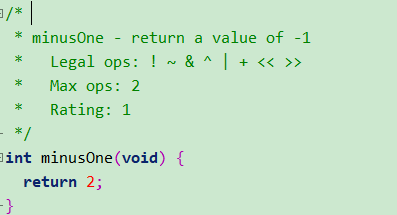 /*
* minusOne - return a value of -1
*   Legal ops: ! ~ & ^ | + << >>
*   Max ops: 2
*   Rating: 1
*/
int minusOne(void) {
  return 2;
}